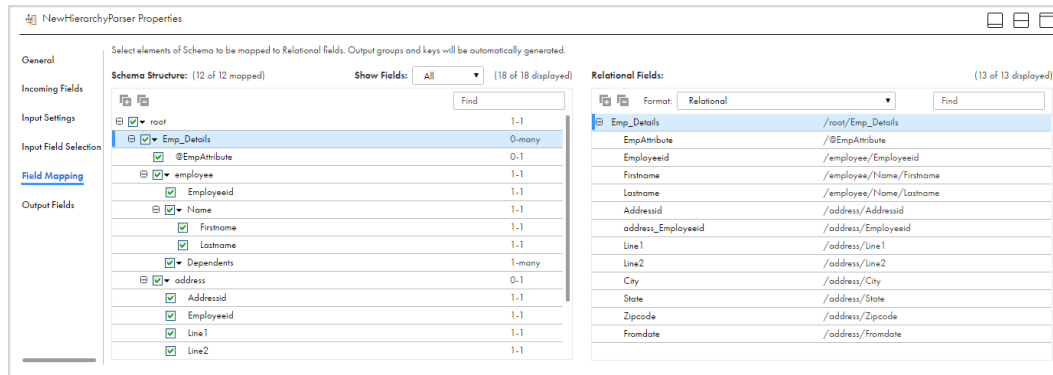 NewHierarchyParser Properties
General
Incoming Fields
Input Settings
Input Field Selection
Field Mapping
Output Fields
Select elements of Schema to be mapped to Relational fields. Output groups and keys will be automatically generated.
Schema Structure: (12 of 12 mapped) Show Fields: All (18 of 18 displayed)
Find
root 1-1
Emp_Details 0-many
@EmpAttribute 0-1
employee 1-1
Employeeid 1-1
Name 1-1
Firstname 1-1
Lastname 1-1
Dependents 1-many
address 0-1
Addressid 1-1
Employeeid 1-1
Line1 1-1
Line2 1-1
Relational Fields: (13 of 13 displayed)
Format: Relational Find
Emp_Details /root/Emp_Details
EmpAttribute /@EmpAttribute
Employeeid /employee/Employeeid
Firstname /employee/Name/Firstname
Lastname /employee/Name/Lastname
Addressid /address/Addressid
address_Employeeid /address/Employeeid
Line1 /address/Line1
Line2 /address/Line2
City /address/City
State /address/State
Zipcode /address/Zipcode
Fromdate /address/Fromdate